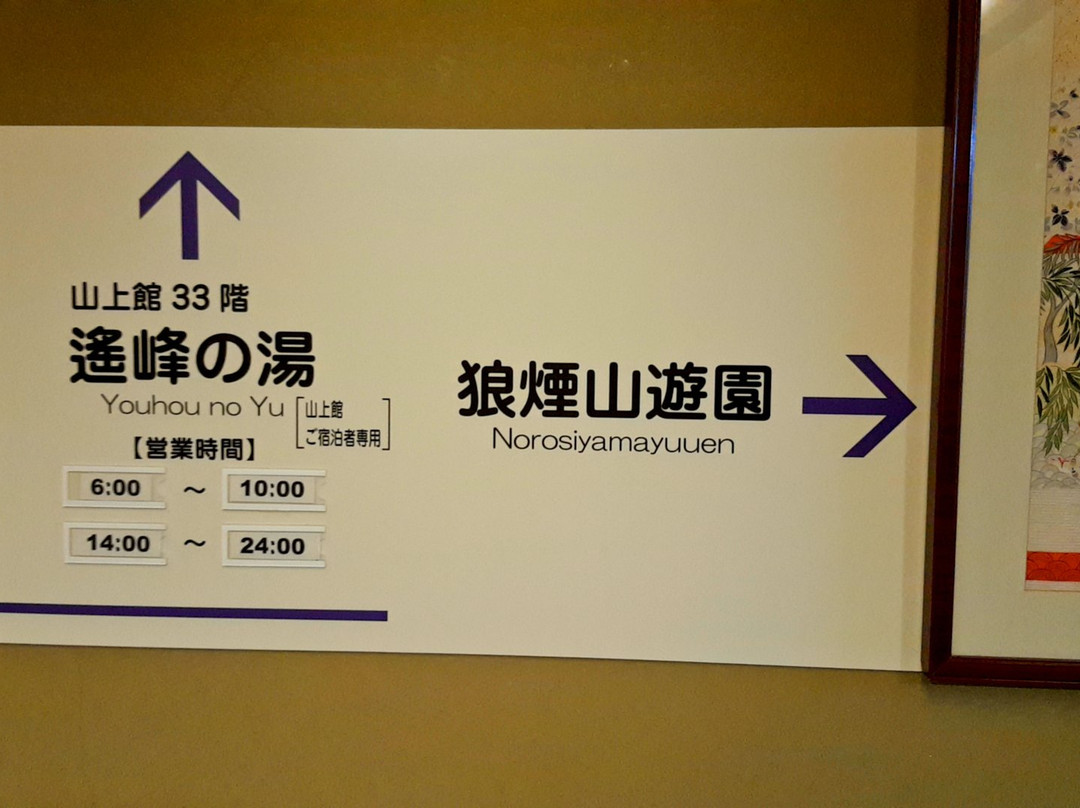 山上館 33 階
遙峰の湯
Youhou no Yu
山上館
ご宿泊者専用
【営業時間】
6:00 ～ 10:00
14:00 ～ 24:00
狼煙山遊園
Norosiyamayuuen